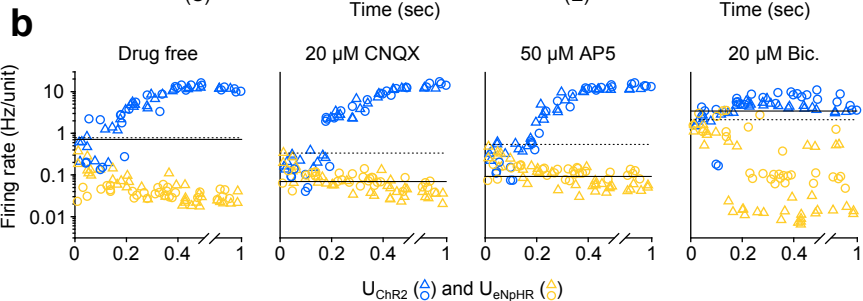 Time (sec)
Time (sec)
b
Drug free
20 µM CNQX
50 µM AP5
20 µM Bic.
Firing rate (Hz/unit)
10
1
0.1
0.01
0 0.2 0.4 1
0 0.2 0.4 1
0 0.2 0.4 1
0 0.2 0.4 1
U_ChR2 (△○) and U_eNpHR (△○)